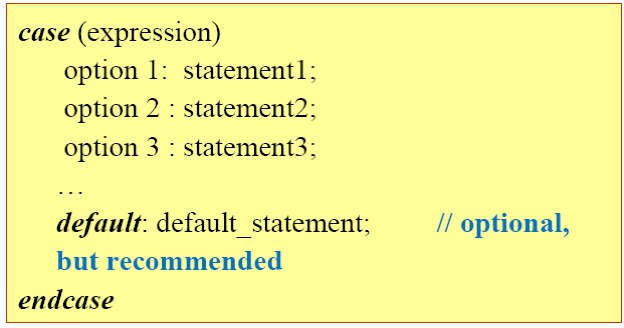 case (expression)
option 1: statement1;
option 2 : statement2;
option 3 : statement3;
…
default: default_statement; // optional,
but recommended
endcase